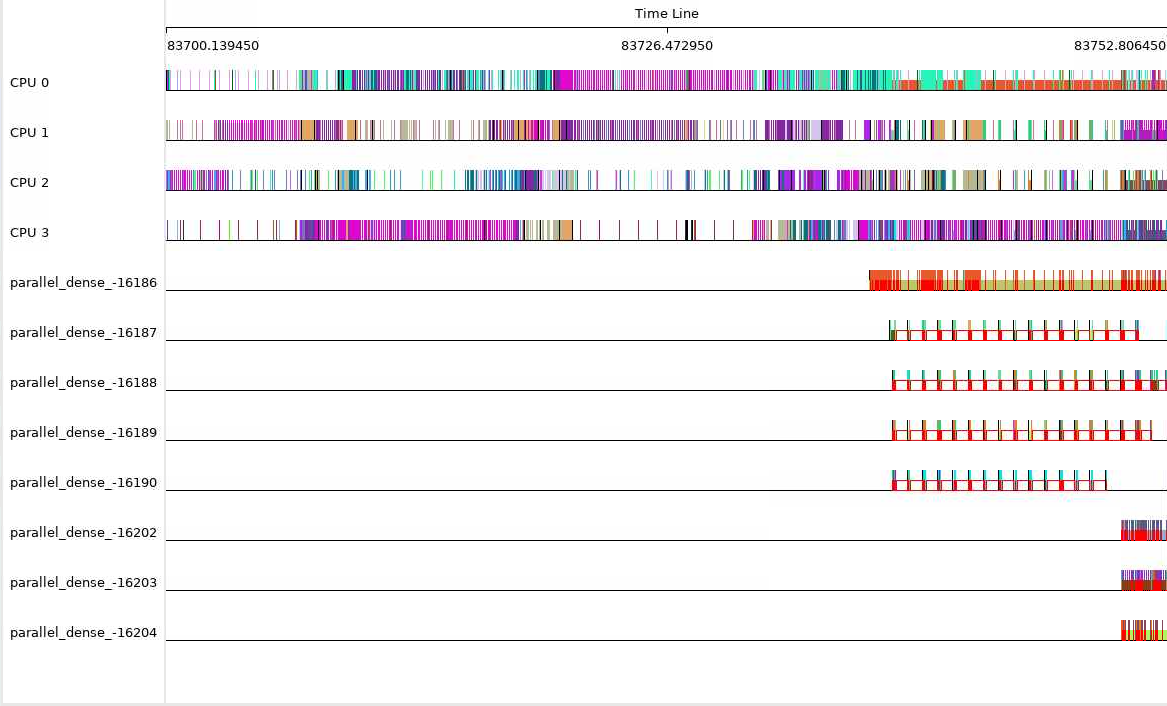 Time Line
83700.139450 83726.472950 83752.806450
CPU 0
CPU 1
CPU 2
CPU 3
parallel_dense_-16186
parallel_dense_-16187
parallel_dense_-16188
parallel_dense_-16189
parallel_dense_-16190
parallel_dense_-16202
parallel_dense_-16203
parallel_dense_-16204